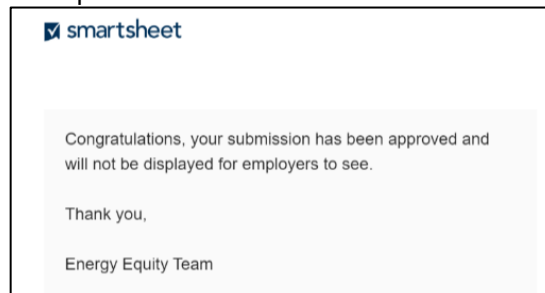 smartsheet
Congratulations, your submission has been approved and
will not be displayed for employers to see.
Thank you,
Energy Equity Team